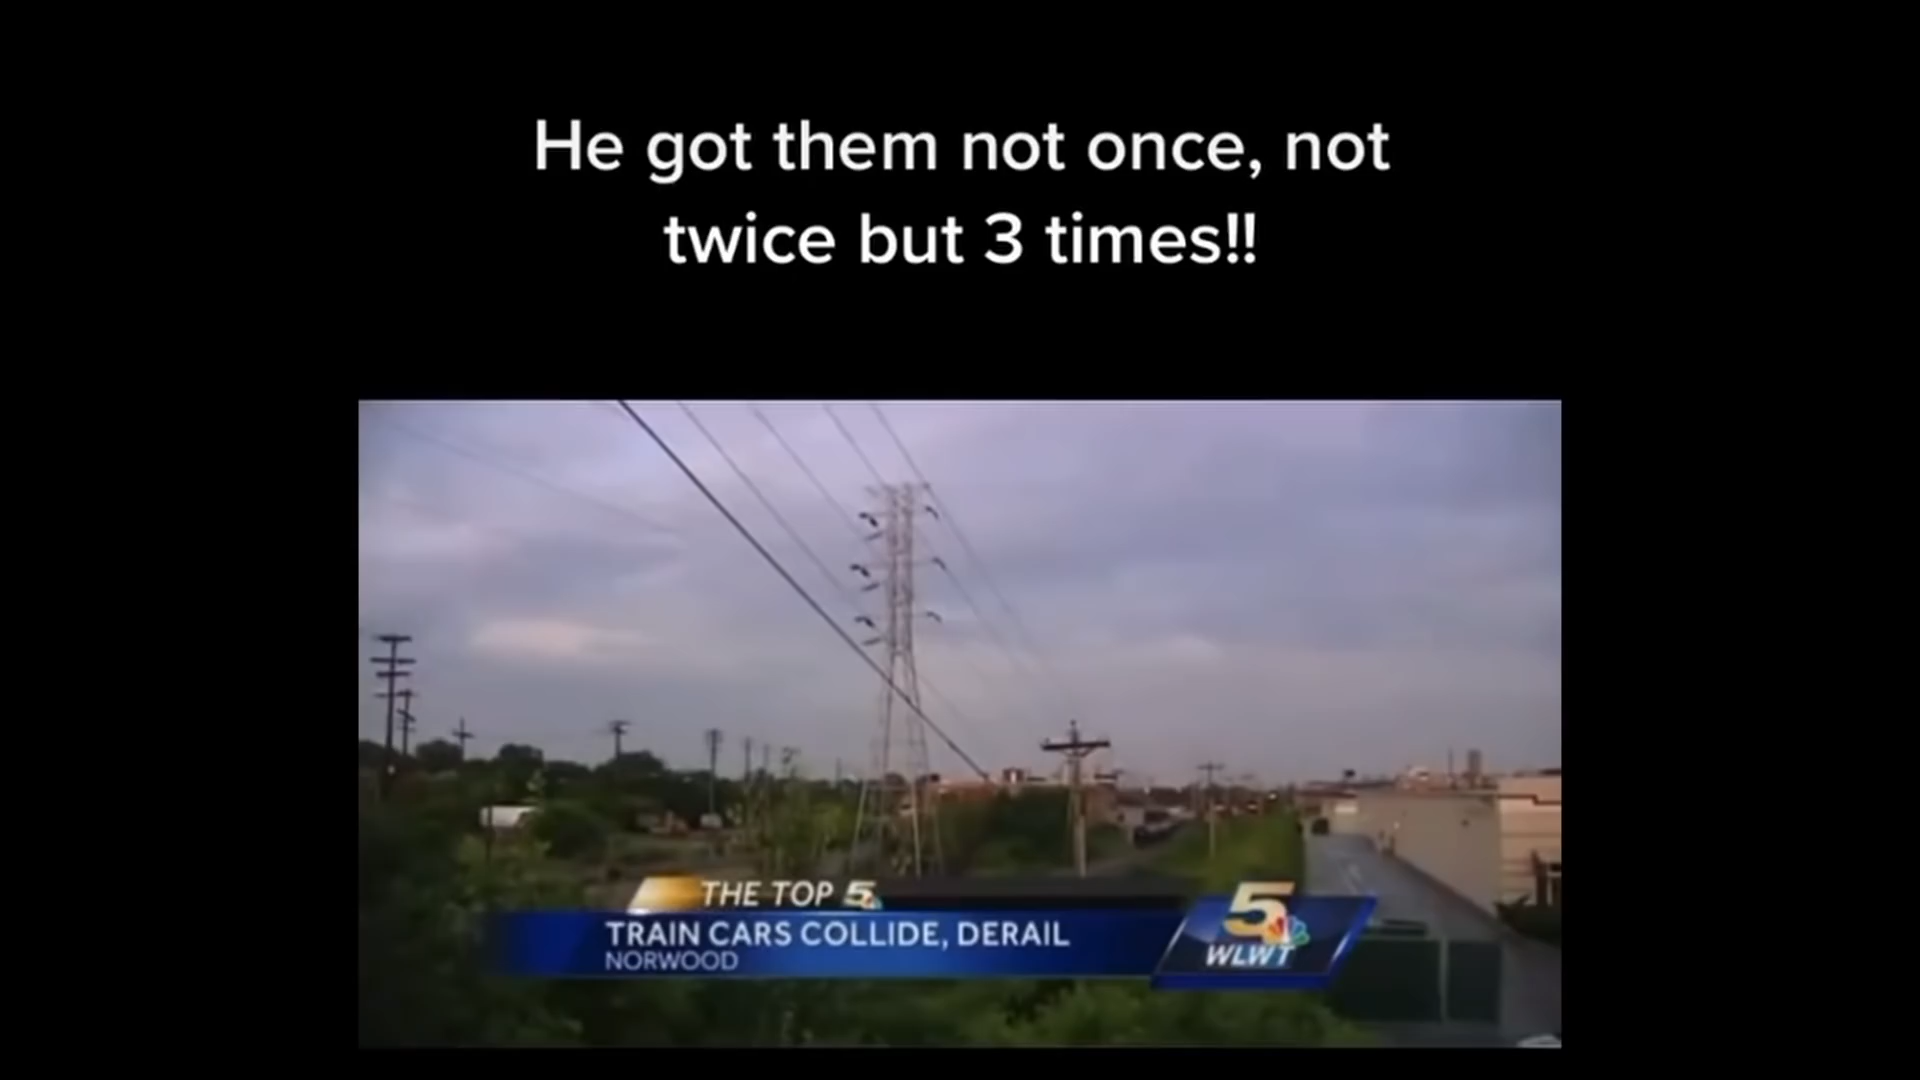 He got them not once, not
twice but 3 times!!
THE TOP 5
TRAIN CARS COLLIDE, DERAIL
NORWOOD
5
WLWT